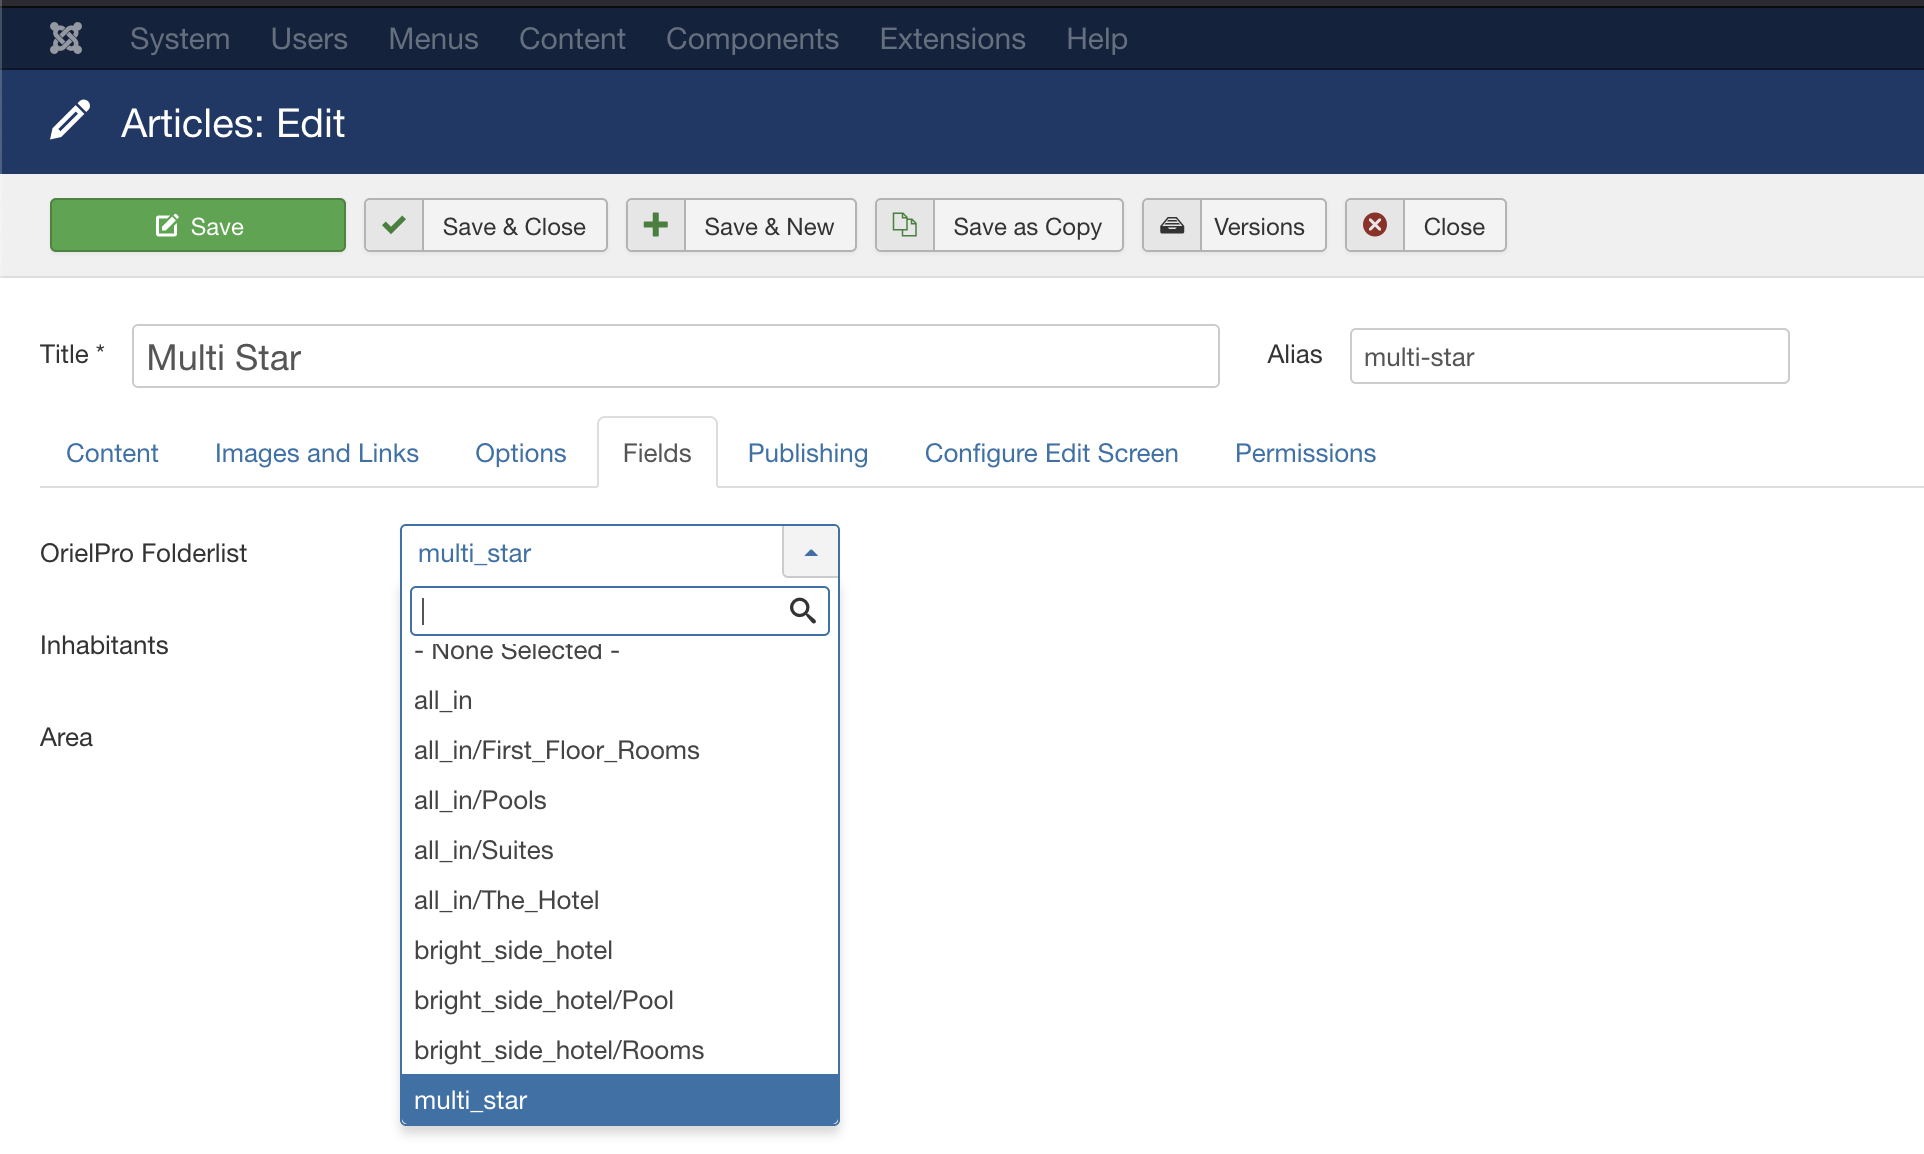 System Users Menus Content Components Extensions Help
Articles: Edit
Save Save & Close Save & New Save as Copy Versions Close
Title * Multi Star Alias multi-star
Content Images and Links Options Fields Publishing Configure Edit Screen Permissions
OrielPro Folderlist multi_star
Inhabitants
- None Selected -
all_in
Area
all_in/First_Floor_Rooms
all_in/Pools
all_in/Suites
all_in/The_Hotel
bright_side_hotel
bright_side_hotel/Pool
bright_side_hotel/Rooms
multi_star